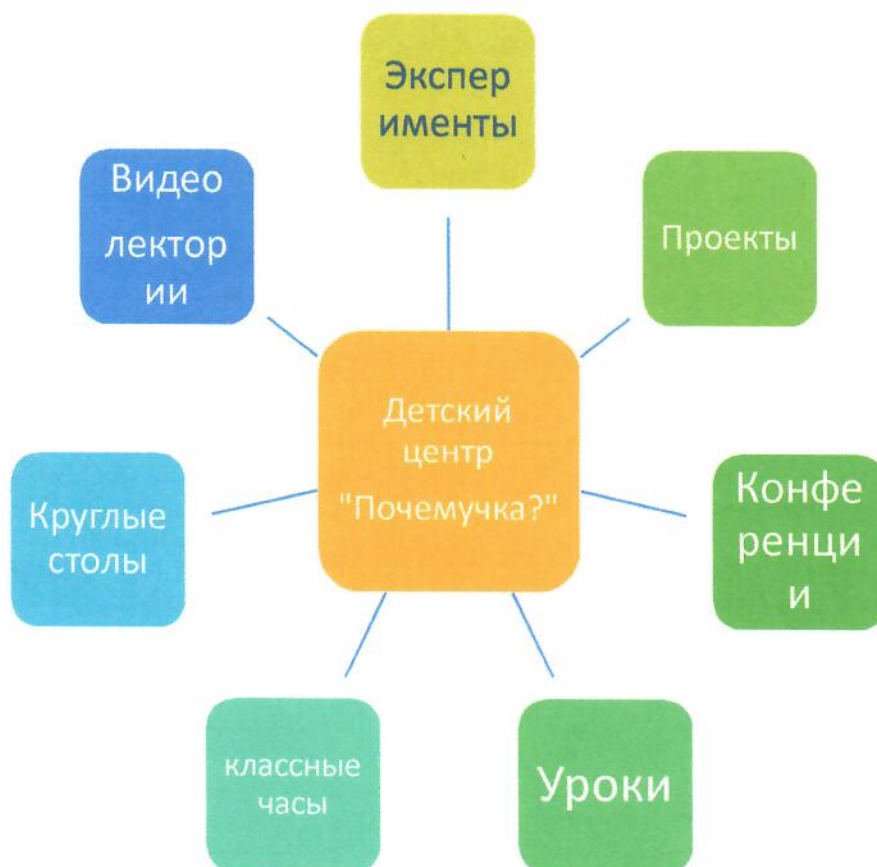 Экспер
именты
Проекты
Конфе
ренци
и
Уроки
классные
часы
Круглые
столы
Видео
лектор
ии
Детский
центр
"Почемучка?"